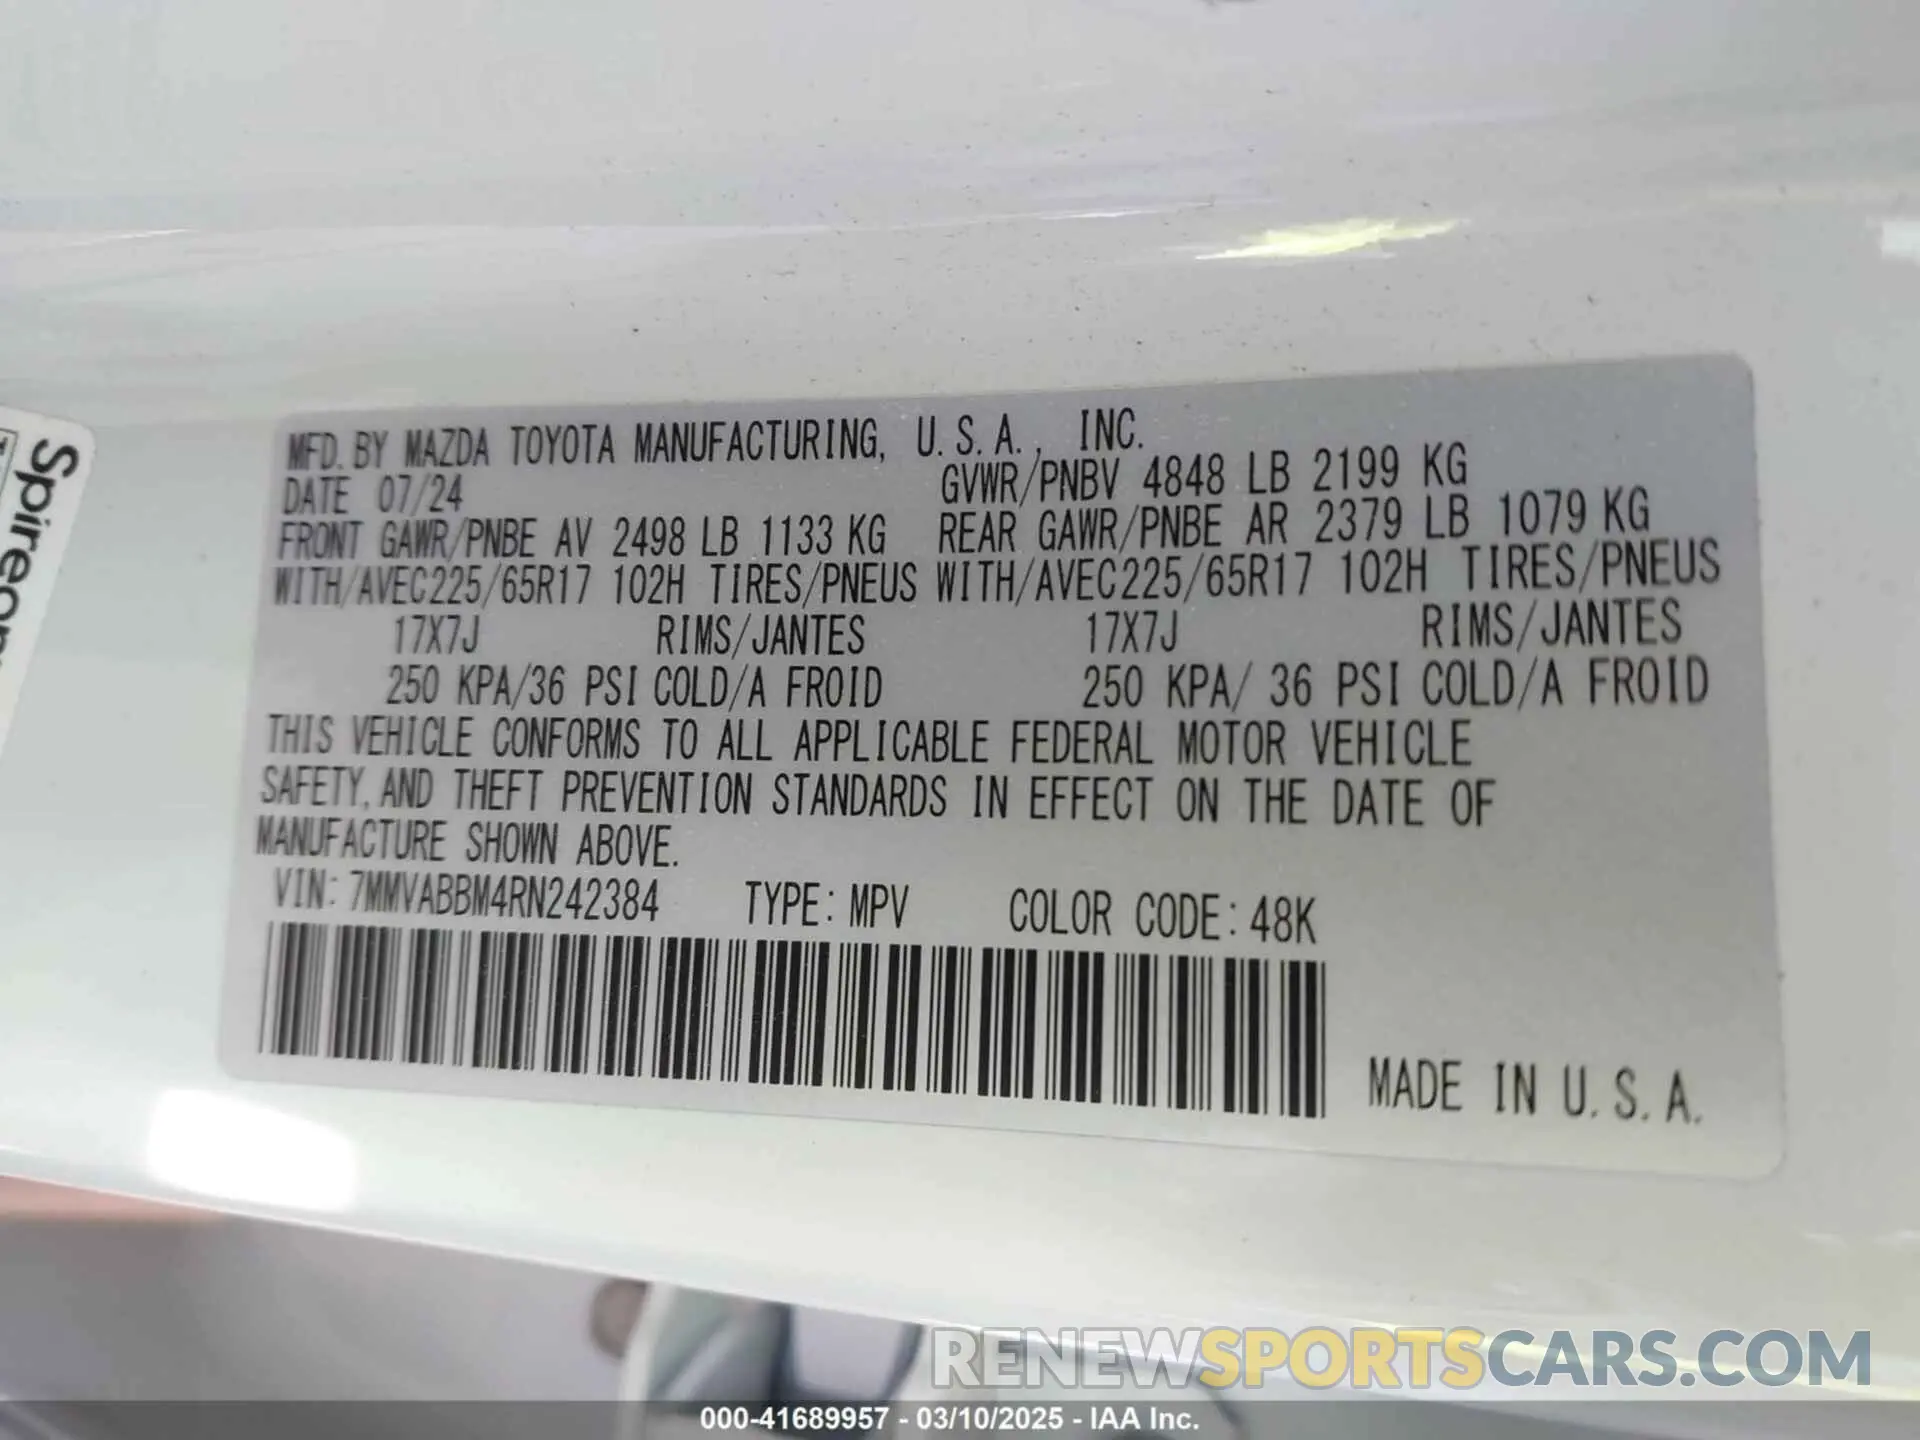 MFD. BY MAZDA TOYOTA MANUFACTURING, U.S.A., INC.
DATE 07/24 GVWR/PNBV 4848 LB 2199 KG
FRONT GAWR/PNBE AV 2498 LB 1133 KG REAR GAWR/PNBE AR 2379 LB 1079 KG
WITH/AVEC225/65R17 102H TIRES/PNEUS WITH/AVEC225/65R17 102H TIRES/PNEUS
17X7J RIMS/JANTES 17X7J RIMS/JANTES
250 KPA/36 PSI COLD/A FROID 250 KPA/ 36 PSI COLD/A FROID
THIS VEHICLE CONFORMS TO ALL APPLICABLE FEDERAL MOTOR VEHICLE
SAFETY, AND THEFT PREVENTION STANDARDS IN EFFECT ON THE DATE OF
MANUFACTURE SHOWN ABOVE.
VIN: 7MMVABBM4RN242384 TYPE: MPV COLOR CODE: 48K
MADE IN U.S.A.
RENEWSPORTSCARS.COM
000-41689957 - 03/10/2025 - IAA Inc.